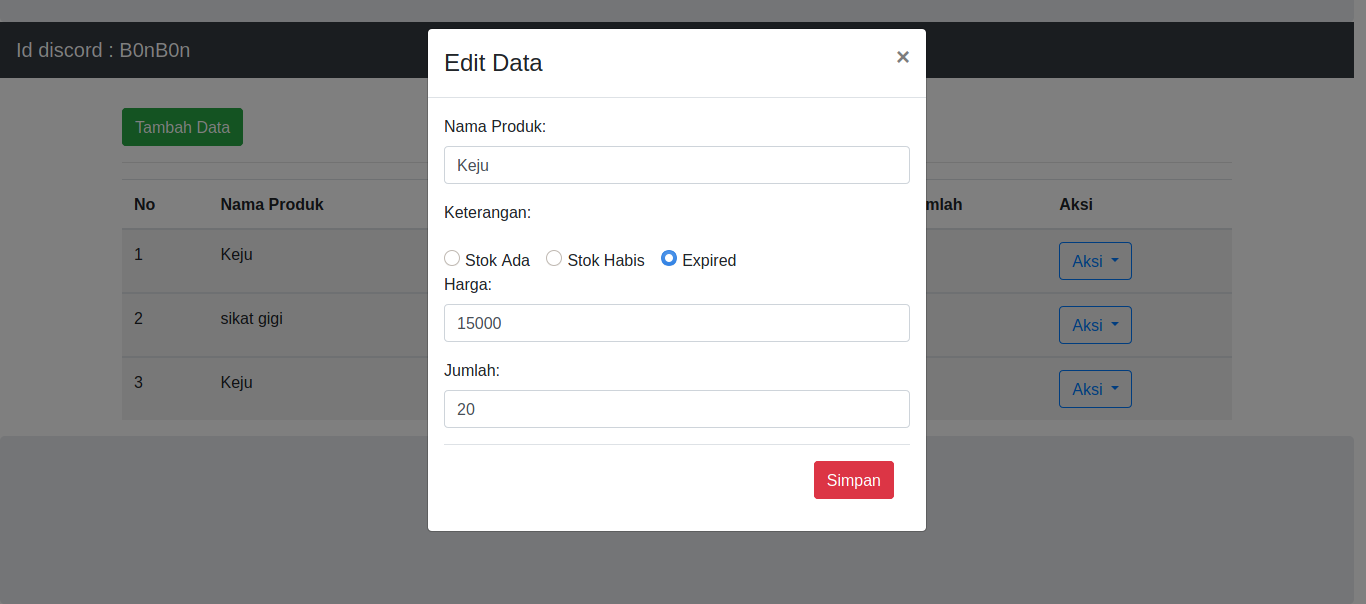 Id discord : B0nB0n
Edit Data
×
Tambah Data
Nama Produk:
Keju
Keterangan:
Stok Ada Stok Habis Expired
Harga:
15000
Jumlah:
20
Simpan
No Nama Produk mlah Aksi
1 Keju Aksi
2 sikat gigi Aksi
3 Keju Aksi